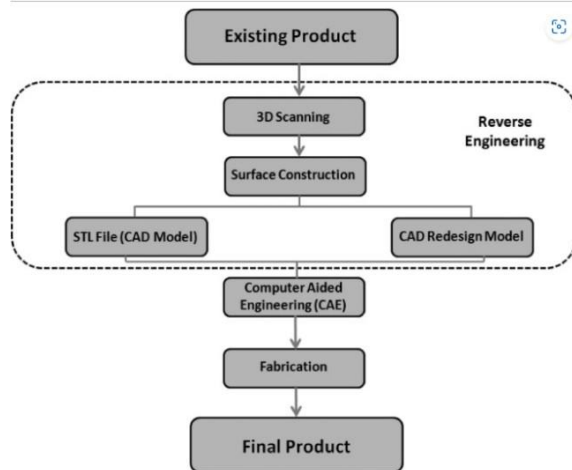 Existing Product
3D Scanning
Reverse
Engineering
Surface Construction
STL File (CAD Model)
CAD Redesign Model
Computer Aided
Engineering (CAE)
Fabrication
Final Product